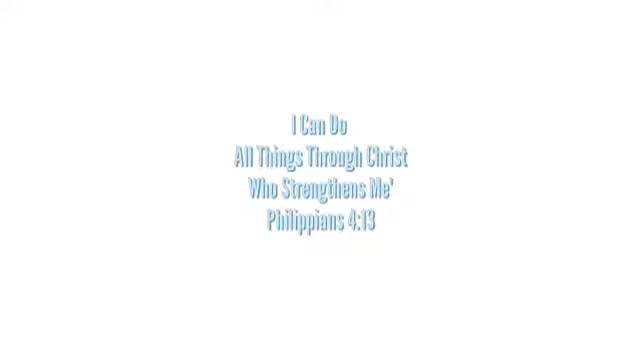 I Can Do
All Things Through Christ
Who Strengthens Me'
Philippians 4:13